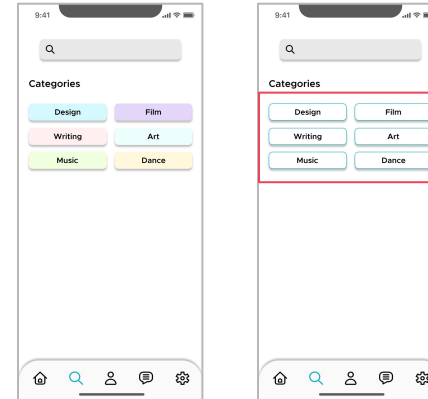 9:41
Categories
Design Film
Writing Art
Music Dance
9:41
Categories
Design Film
Writing Art
Music Dance